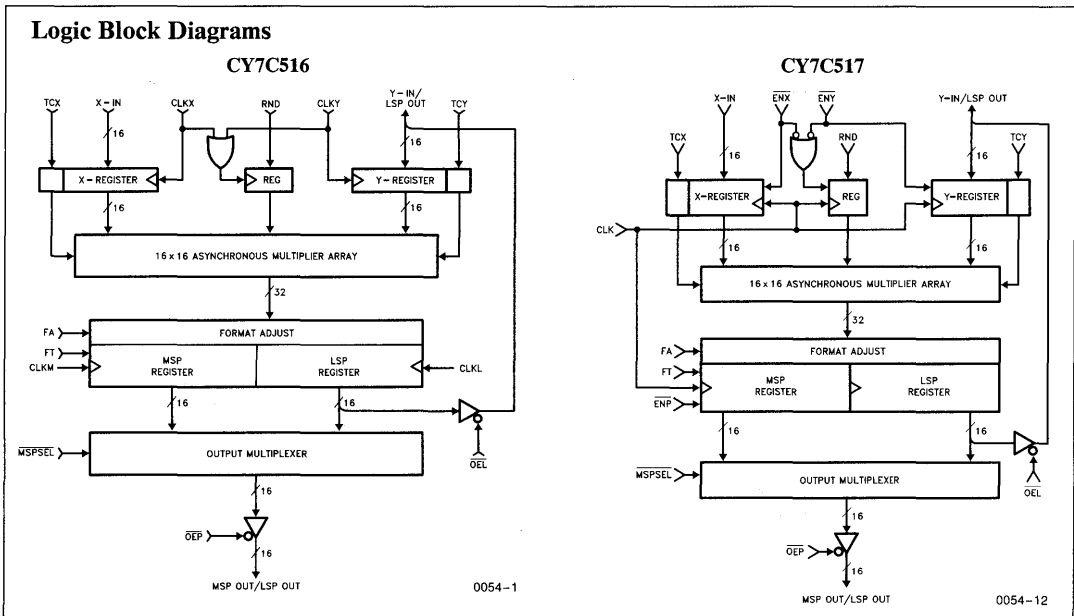 Logic Block Diagrams
CY7C516
TCX
X-IN
CLKX
RND
CLKY
Y-IN/
LSP OUT
TCY
16
16
X-REGISTER
REG
Y-REGISTER
16
16
16x16 ASYNCHRONOUS MULTIPLIER ARRAY
32
FA
FORMAT ADJUST
FT
CLKM
MSP
REGISTER
LSP
REGISTER
CLKL
16
16
MSPSEL
OUTPUT MULTIPLEXER
OEL
16
OEP
16
MSP OUT/LSP OUT
0054-1
CY7C517
X-IN
ENX
ENY
Y-IN/LSP OUT
TCX
RND
TCY
16
16
X-REGISTER
REG
Y-REGISTER
CLK
16
16
16x16 ASYNCHRONOUS MULTIPLIER ARRAY
32
FA
FORMAT ADJUST
FT
MSP
REGISTER
LSP
REGISTER
ENP
16
16
MSPSEL
OUTPUT MULTIPLEXER
OEL
16
OEP
16
MSP OUT/LSP OUT
0054-12